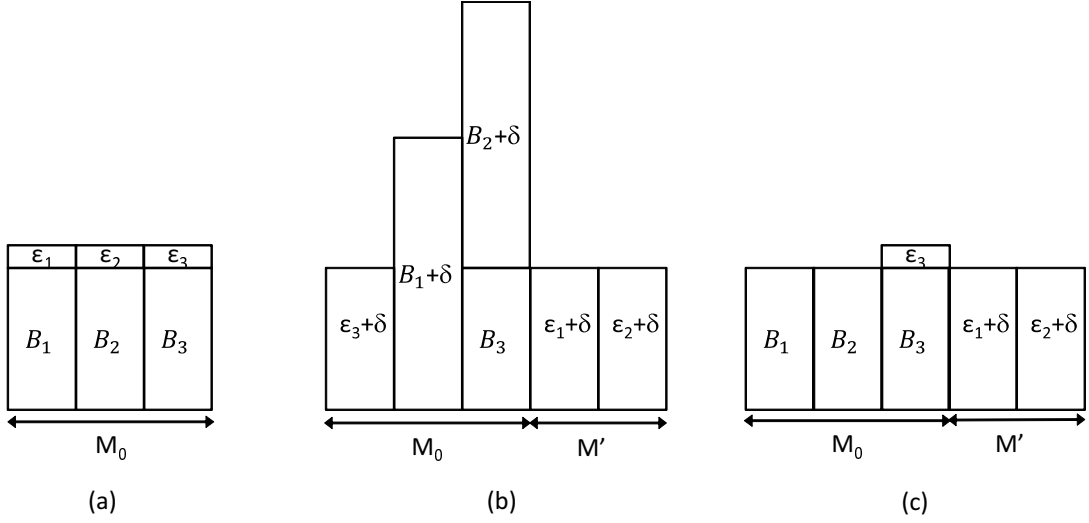 ε₁ ε₂ ε₃
B₁ B₂ B₃
M₀
(a)
B₂+δ
B₁+δ
ε₃+δ B₃ ε₁+δ ε₂+δ
M₀ M’
(b)
ε₃
B₁ B₂ B₃ ε₁+δ ε₂+δ
M₀ M’
(c)